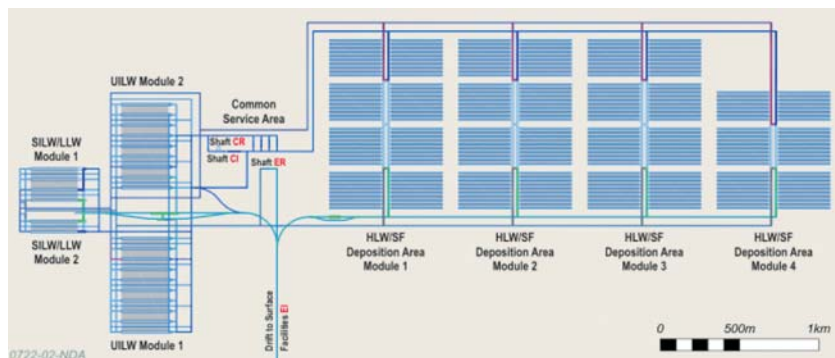 UILW Module 2
Common
Service Area
Shaft CR
Shaft CI
Shaft ER
SILW/LLW
Module 1
SILW/LLW
Module 2
UILW Module 1
Drift to Surface
Facilities EI
HLW/SF
Deposition Area
Module 1
HLW/SF
Deposition Area
Module 2
HLW/SF
Deposition Area
Module 3
HLW/SF
Deposition Area
Module 4
0 500m 1km
0722-02-NDA